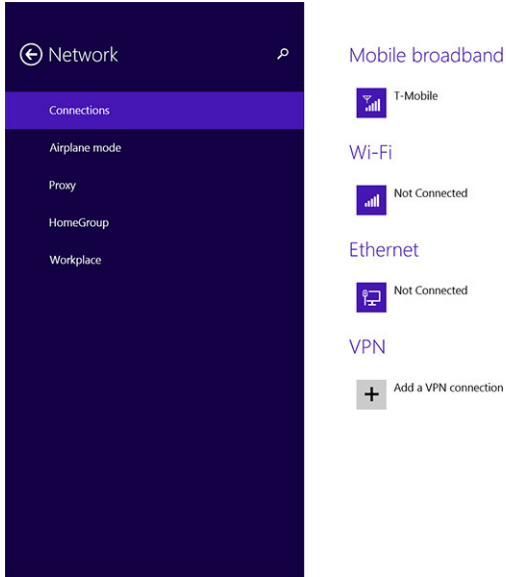 Network
Connections
Airplane mode
Proxy
HomeGroup
Workplace
Mobile broadband
T-Mobile
Wi-Fi
Not Connected
Ethernet
Not Connected
VPN
Add a VPN connection